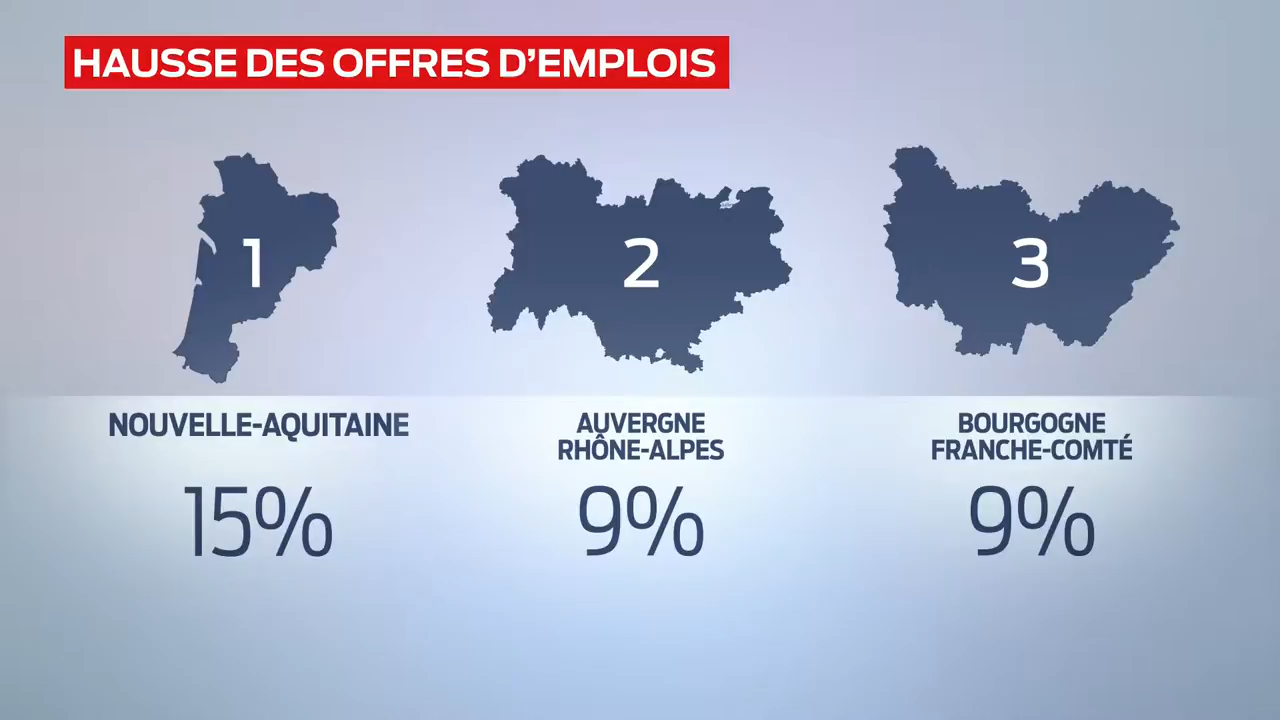 HAUSSE DES OFFRES D’EMPLOIS
1
2
3
NOUVELLE-AQUITAINE
AUVERGNE
RHÔNE-ALPES
BOURGOGNE
FRANCHE-COMTÉ
15%
9%
9%